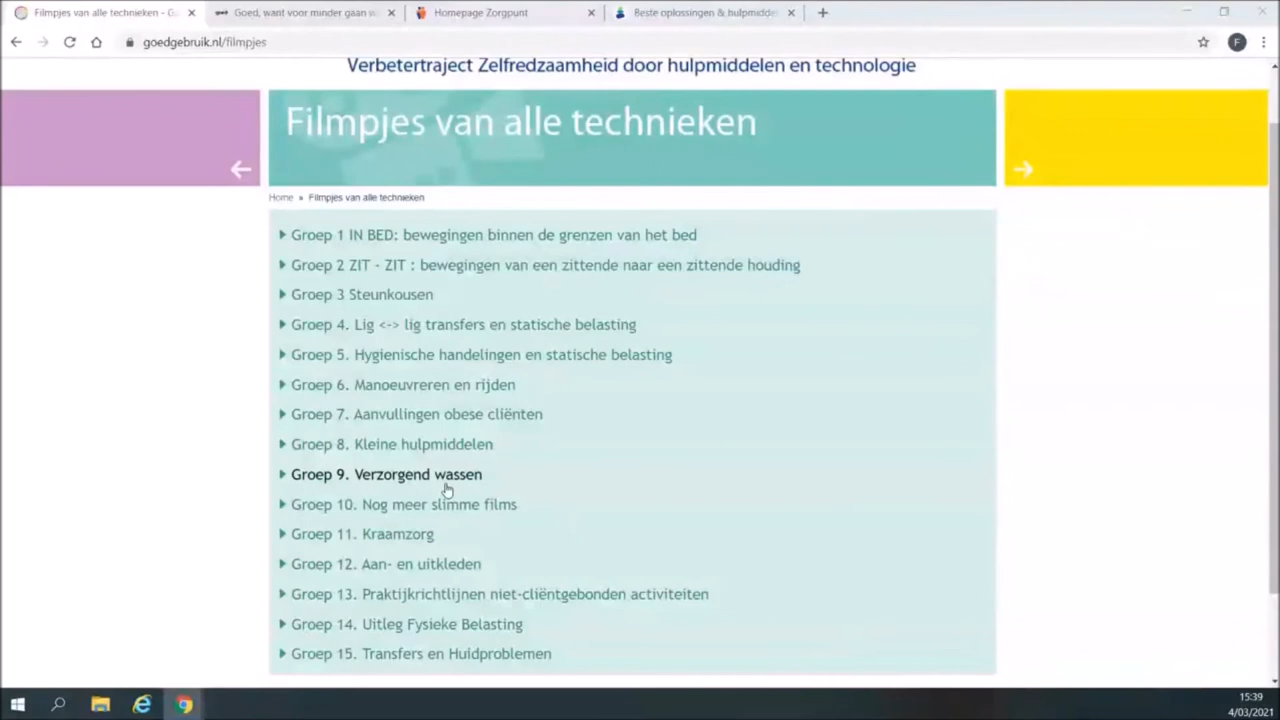 Filmpjes van alle technieken - G
Goed, want voor minder gaan w
Homepage Zorgpunt
Beste oplossingen & hulpmidde
goedgebruik.nl/filmpjes
F
Verbetertraject Zelfredzaamheid door hulpmiddelen en technologie
Filmpjes van alle technieken
Home » Filmpjes van alle technieken
Groep 1 IN BED: bewegingen binnen de grenzen van het bed
Groep 2 ZIT - ZIT : bewegingen van een zittende naar een zittende houding
Groep 3 Steunkousen
Groep 4. Lig <-> lig transfers en statische belasting
Groep 5. Hygienische handelingen en statische belasting
Groep 6. Manoeuvreren en rijden
Groep 7. Aanvullingen obese cliënten
Groep 8. Kleine hulpmiddelen
Groep 9. Verzorgend wassen
Groep 10. Nog meer slimme films
Groep 11. Kraamzorg
Groep 12. Aan- en uitkleden
Groep 13. Praktijkrichtlijnen niet-cliëntgebonden activiteiten
Groep 14. Uitleg Fysieke Belasting
Groep 15. Transfers en Huidproblemen
15:39
4/03/2021